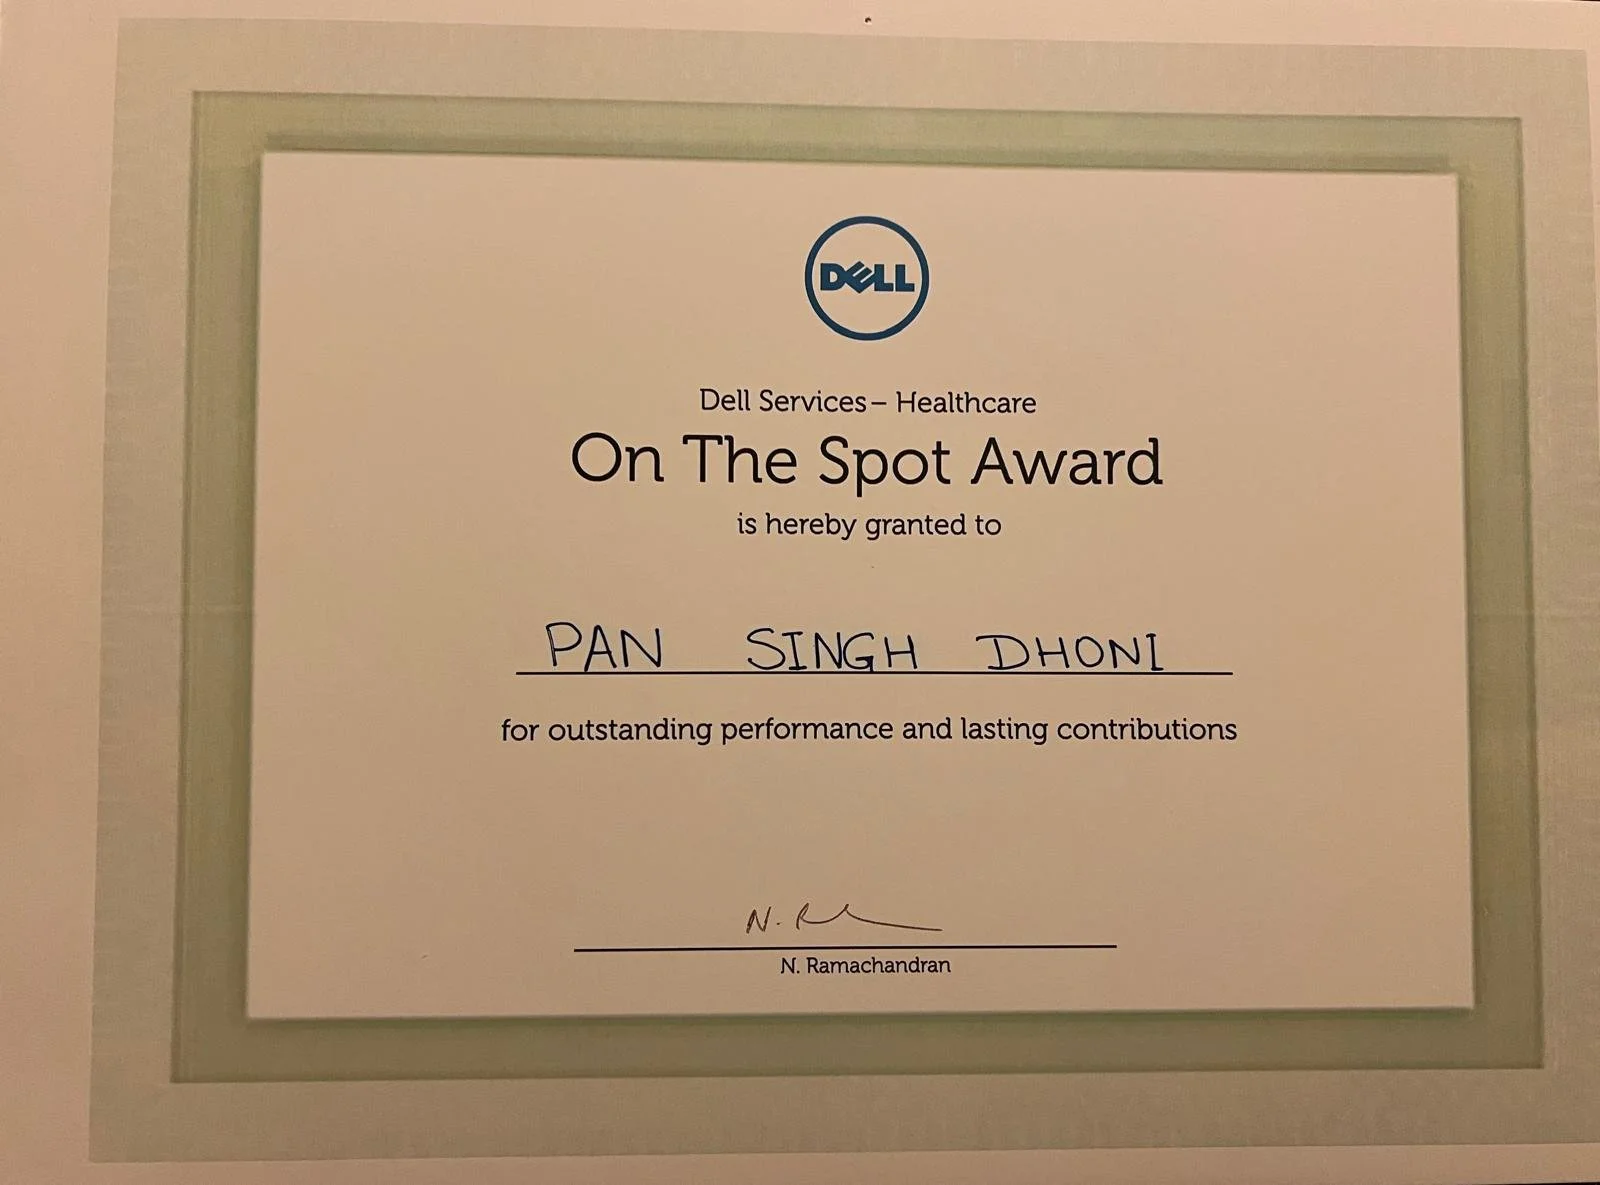 DELL
Dell Services – Healthcare
On The Spot Award
is hereby granted to
PAN SINGH DHONI
for outstanding performance and lasting contributions
N. Ramachandran